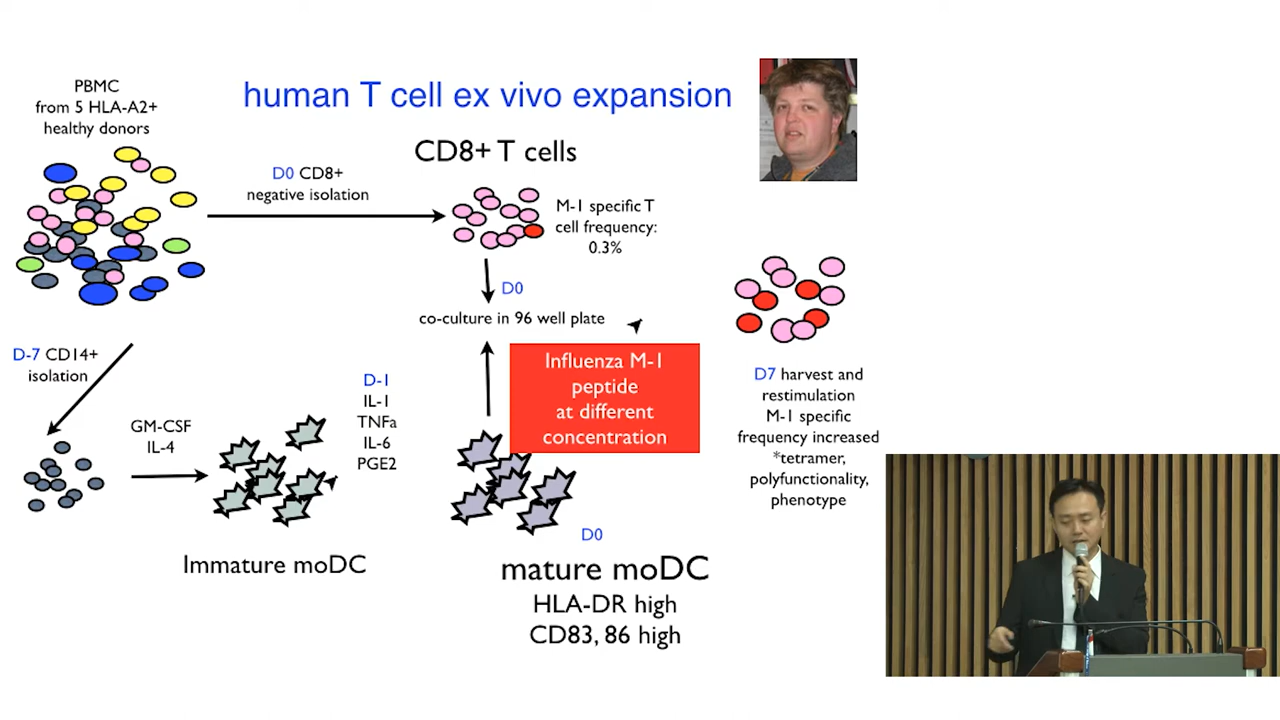 PBMC
from 5 HLA-A2+
healthy donors
human T cell ex vivo expansion
CD8+ T cells
D0 CD8+
negative isolation
M-1 specific T
cell frequency:
0.3%
D0
co-culture in 96 well plate
D-7 CD14+
isolation
GM-CSF
IL-4
D-1
IL-1
TNFa
IL-6
PGE2
Influenza M-1
peptide
at different
concentration
D7 harvest and
restimulation
M-1 specific
frequency increased
*tetramer,
polyfunctionality,
phenotype
Immature moDC
D0
mature moDC
HLA-DR high
CD83, 86 high